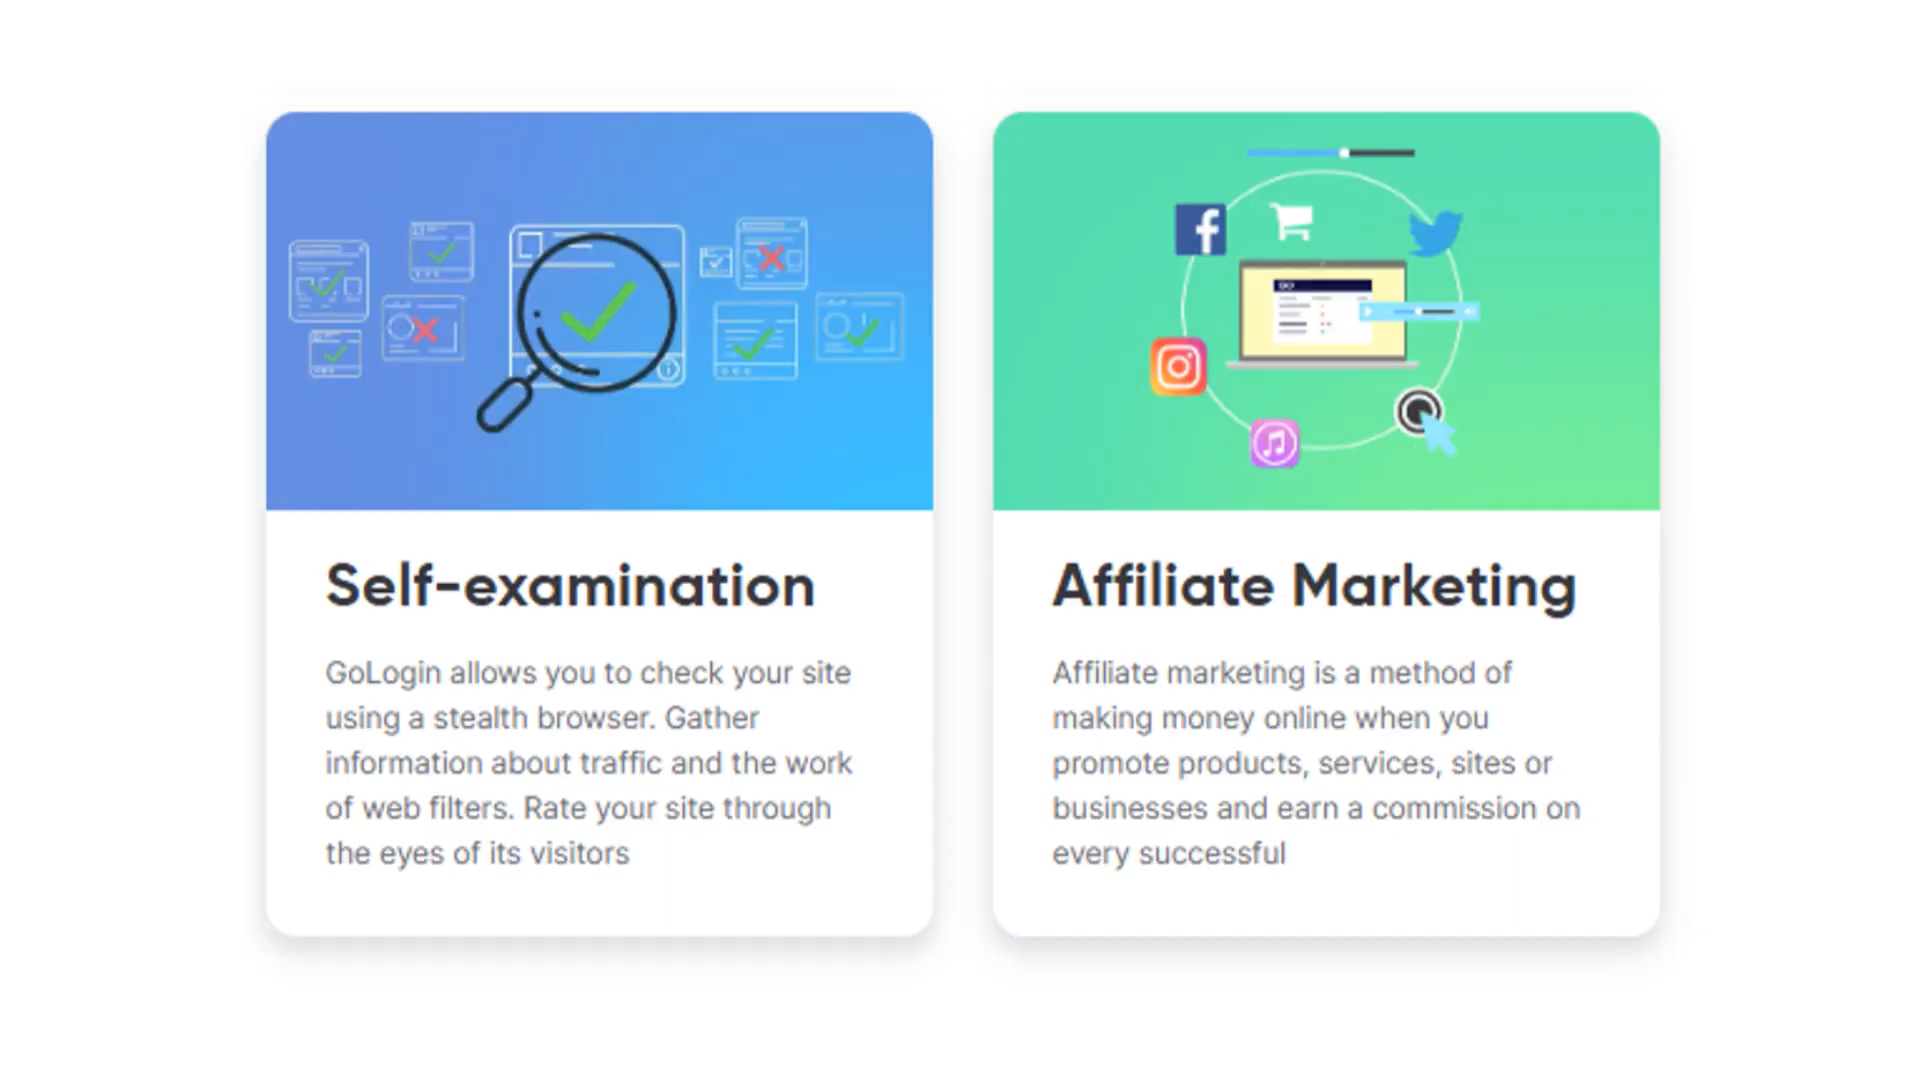 Self-examination
GoLogin allows you to check your site
using a stealth browser. Gather
information about traffic and the work
of web filters. Rate your site through
the eyes of its visitors
Affiliate Marketing
Affiliate marketing is a method of
making money online when you
promote products, services, sites or
businesses and earn a commission on
every successful